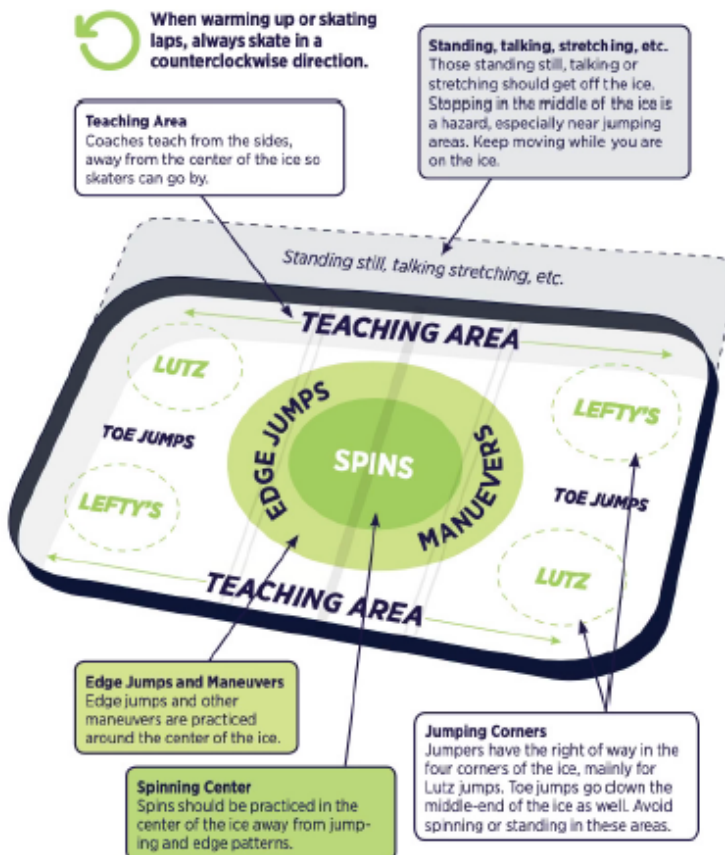 When warming up or skating
laps, always skate in a
counterclockwise direction.
Standing, talking, stretching, etc.
Those standing still, talking or
stretching should get off the ice.
Stopping in the middle of the ice is
a hazard, especially near jumping
areas. Keep moving while you are
on the ice.
Teaching Area
Coaches teach from the sides,
away from the center of the ice so
skaters can go by.
Standing still, talking stretching, etc.
TEACHING AREA
LUTZ
LEFTY'S
TOE JUMPS
EDGE JUMPS
SPINS
MANUEVERS
TOE JUMPS
LEFTY'S
LUTZ
TEACHING AREA
Edge Jumps and Maneuvers
Edge jumps and other
maneuvers are practiced
around the center of the ice.
Jumping Corners
Jumpers have the right of way in the
four corners of the ice, mainly for
Lutz jumps. Toe jumps go down the
middle-end of the ice as well. Avoid
spinning or standing in these areas.
Spinning Center
Spins should be practiced in the
center of the ice away from jump-
ing and edge patterns.